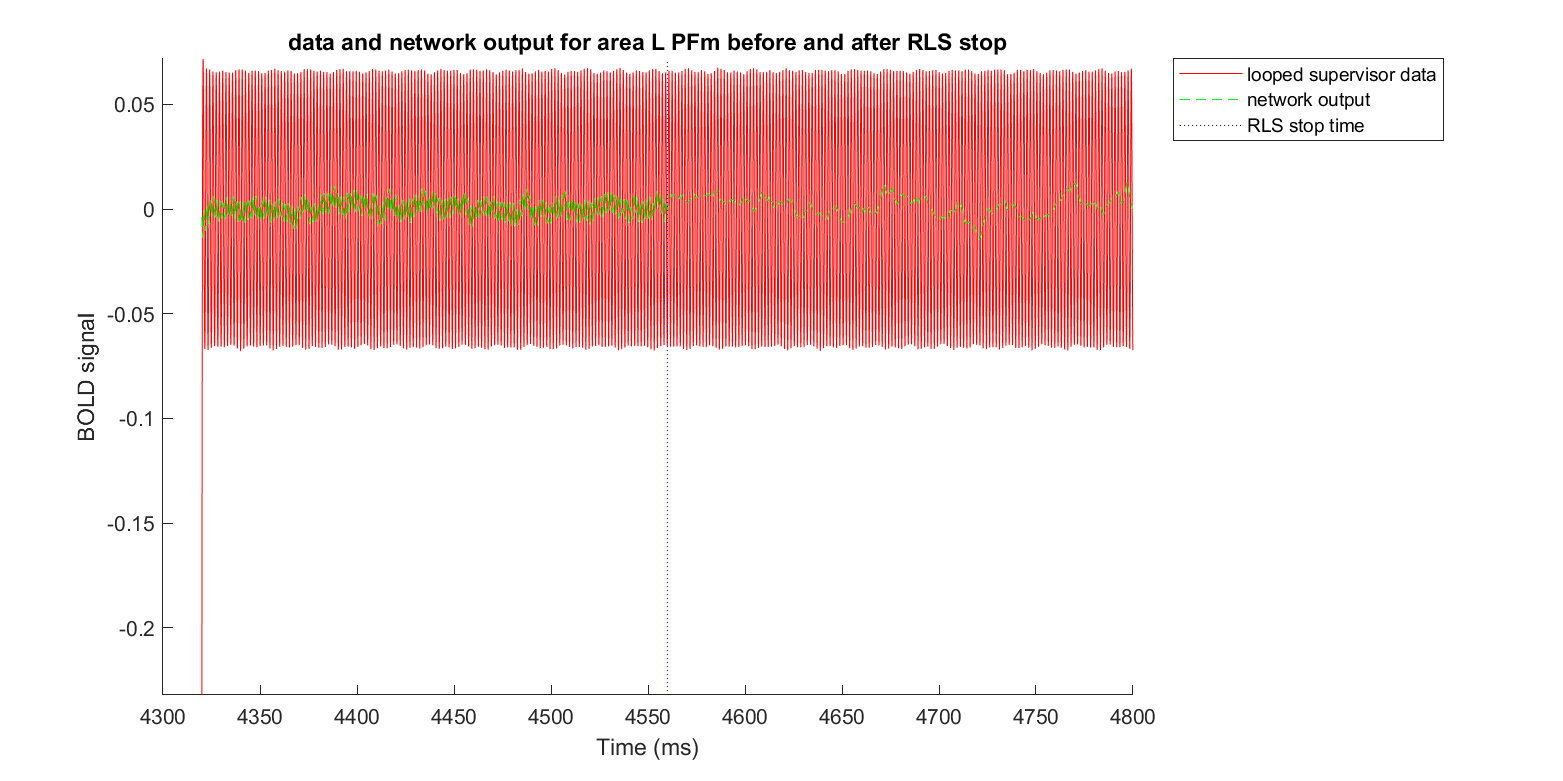 data and network output for area L PFm before and after RLS stop
looped supervisor data
network output
RLS stop time
0.05
0
-0.05
-0.1
-0.15
-0.2
BOLD signal
4300 4350 4400 4450 4500 4550 4600 4650 4700 4750 4800
Time (ms)